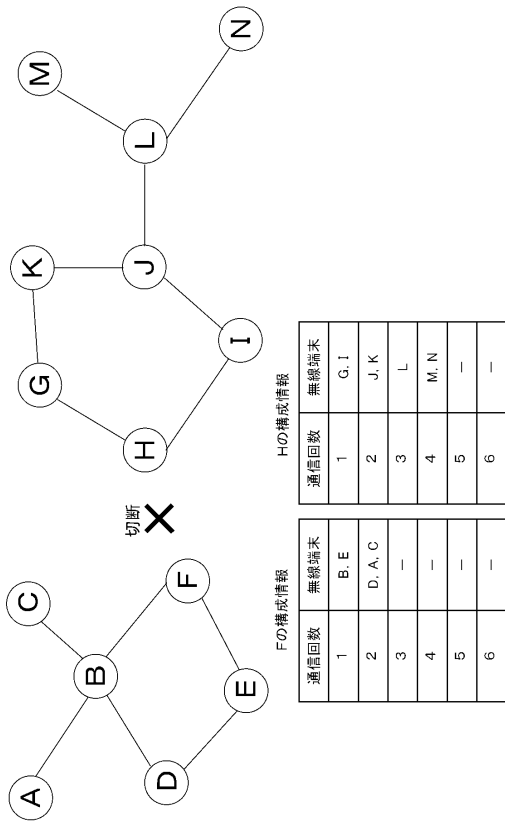 A
B
C
D
E
F
切断
G
H
I
J
K
L
M
N
Fの構成情報
通信回数 無線端末
1 B, E
2 D, A, C
3 －
4 －
5 －
6 －
Hの構成情報
通信回数 無線端末
1 G, I
2 J, K
3 L
4 M, N
5 －
6 －